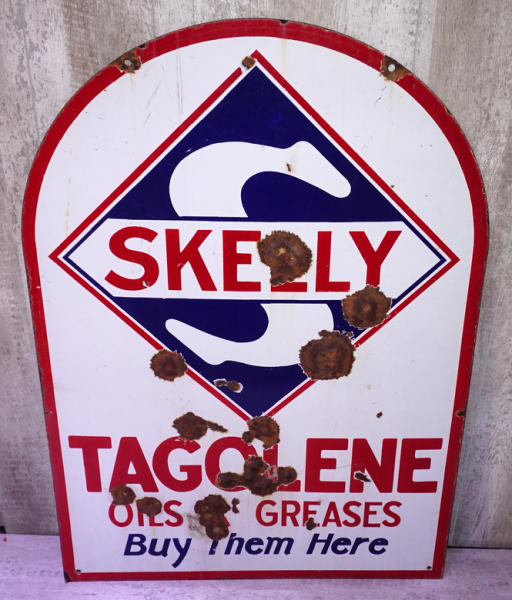 SKELLY
TAGOLENE
OILS & GREASES
Buy Them Here